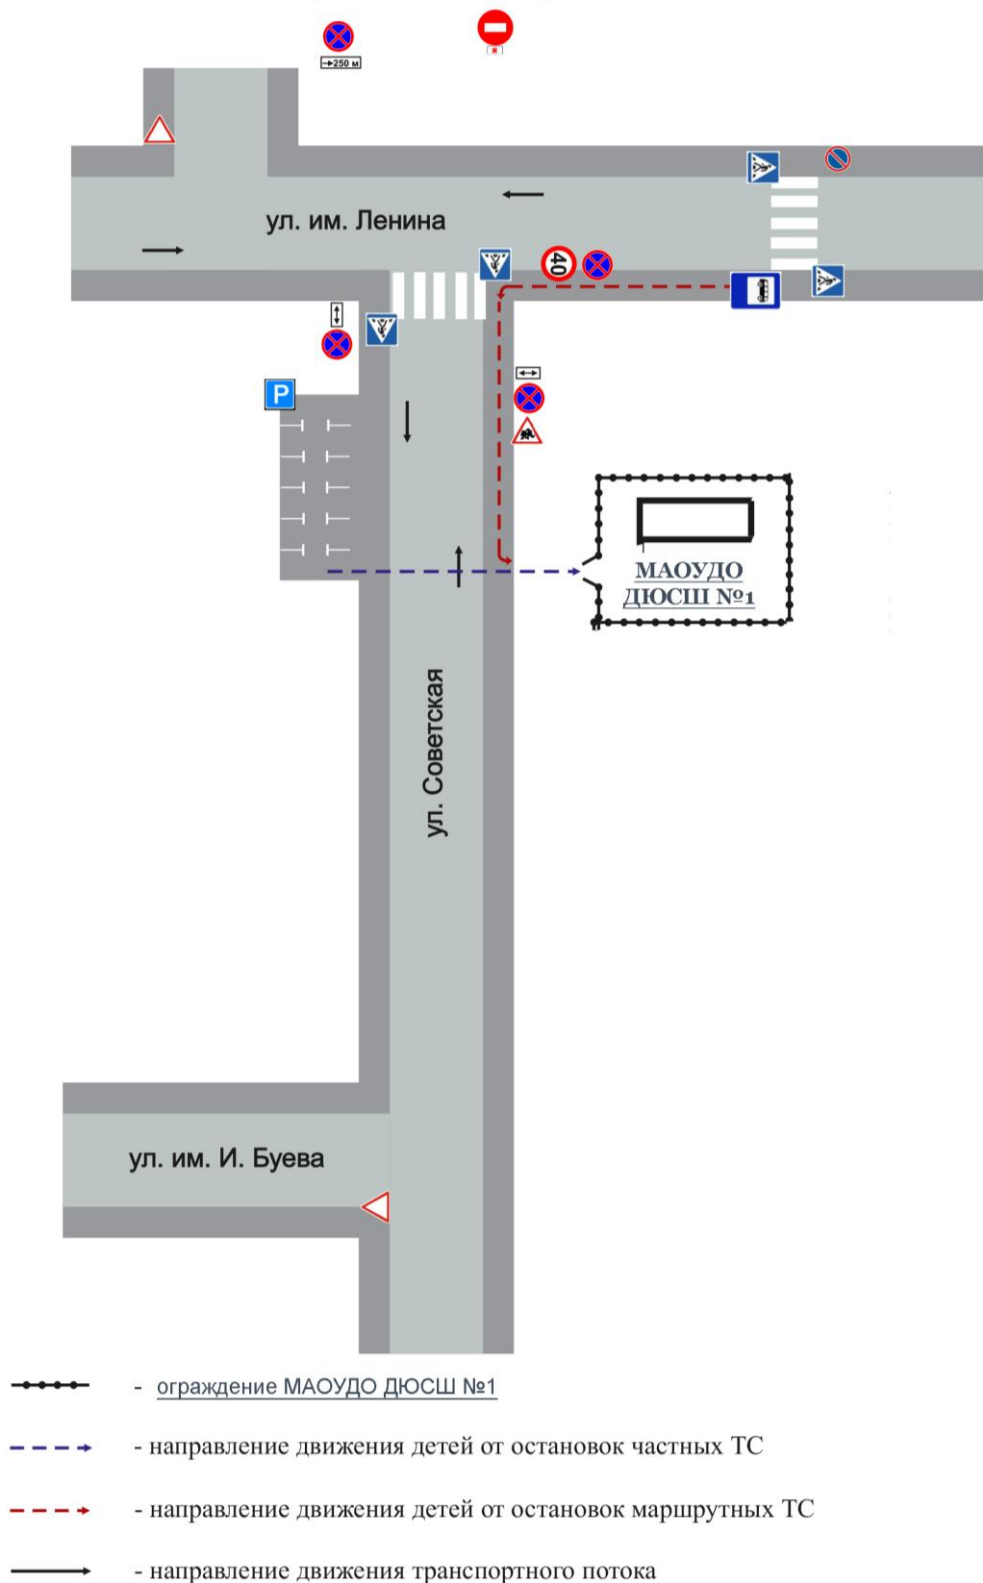 →250 м
ул. им. Ленина
40
P
МАОУДО
ДЮСШ №1
ул. Советская
ул. им. И. Буева
- ограждение МАОУДО ДЮСШ №1
- направление движения детей от остановок частных ТС
- направление движения детей от остановок маршрутных ТС
- направление движения транспортного потока